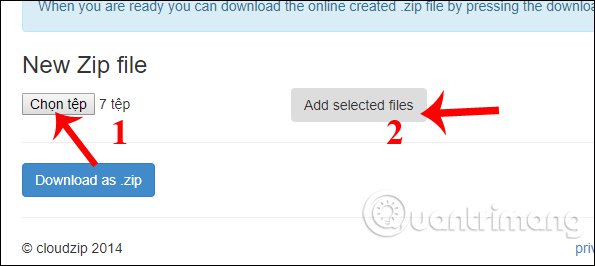 When you are ready you can download the online created .zip file by pressing the downloa
New Zip file
Chọn tệp 7 tệp Add selected files
1 2
Download as .zip
Quantrimang
© cloudzip 2014 priv